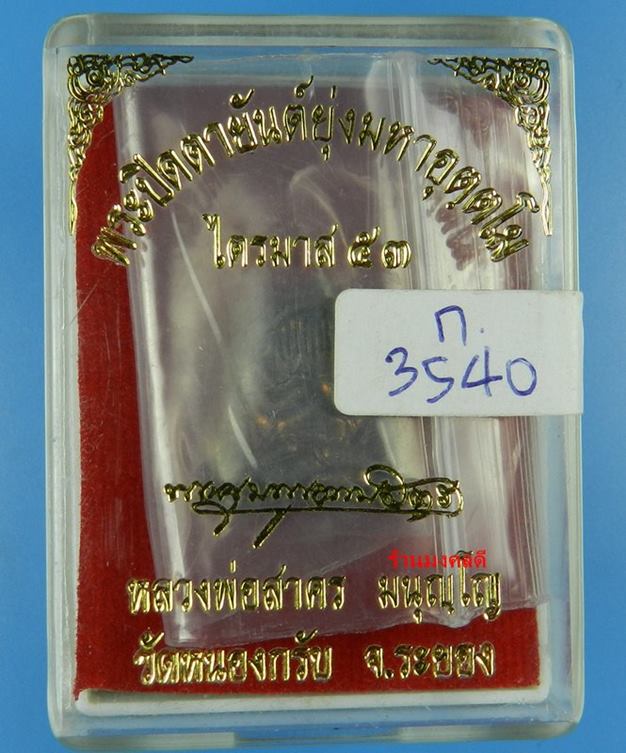 พระปิดตายันต์ยุ่งมหาอุตฺตโม
ไตรมาส ๕๓
ก.
3540
ร้านมงคลดี
หลวงพ่อสาคร มนุญฺโญ
วัดหนองกรับ จ.ระยอง